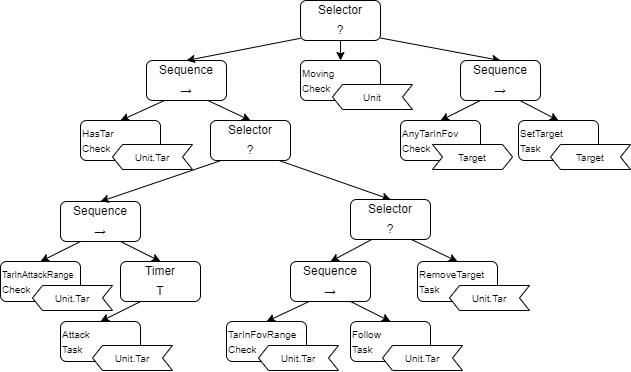 Selector
?
Sequence
→
Moving
Check
Unit
Sequence
→
HasTar
Check
Unit.Tar
Selector
?
AnyTarInFov
Check
Target
SetTarget
Task
Target
Sequence
→
Selector
?
TarInAttackRange
Check
Unit.Tar
Timer
T
Sequence
→
RemoveTarget
Task
Unit.Tar
Attack
Task
Unit.Tar
TarInFovRange
Check
Unit.Tar
Follow
Task
Unit.Tar